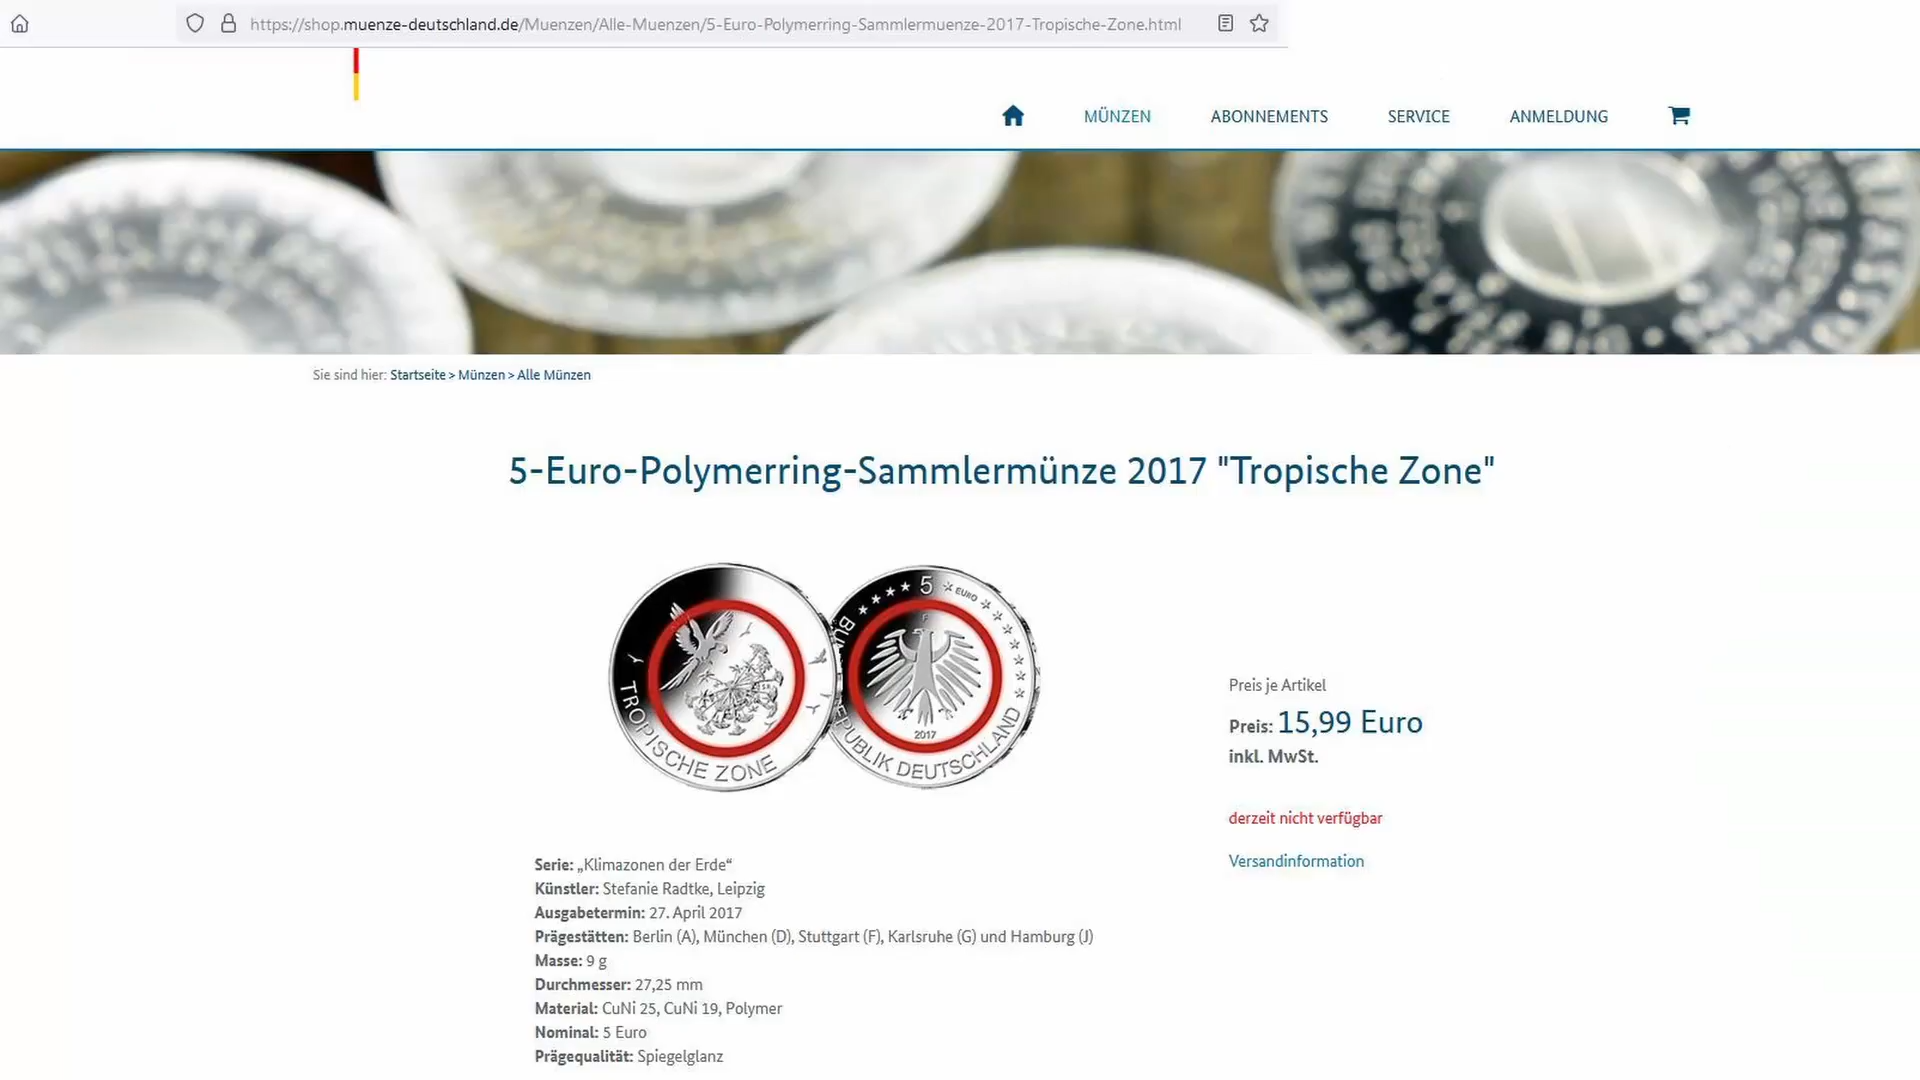 https://shop.muenze-deutschland.de/Muenzen/Alle-Muenzen/5-Euro-Polymerring-Sammlermuenze-2017-Tropische-Zone.html
MÜNZEN
ABONNEMENTS
SERVICE
ANMELDUNG
Sie sind hier: Startseite > Münzen > Alle Münzen
5-Euro-Polymerring-Sammlermünze 2017 "Tropische Zone"
TROPISCHE ZONE
5 EURO
F
2017
BU EPUBLIK DEUTSCHLAND
Preis je Artikel
Preis: 15,99 Euro
inkl. MwSt.
derzeit nicht verfügbar
Versandinformation
Serie: „Klimazonen der Erde“
Künstler: Stefanie Radtke, Leipzig
Ausgabetermin: 27. April 2017
Prägestätten: Berlin (A), München (D), Stuttgart (F), Karlsruhe (G) und Hamburg (J)
Masse: 9 g
Durchmesser: 27,25 mm
Material: CuNi 25, CuNi 19, Polymer
Nominal: 5 Euro
Prägequalität: Spiegelglanz